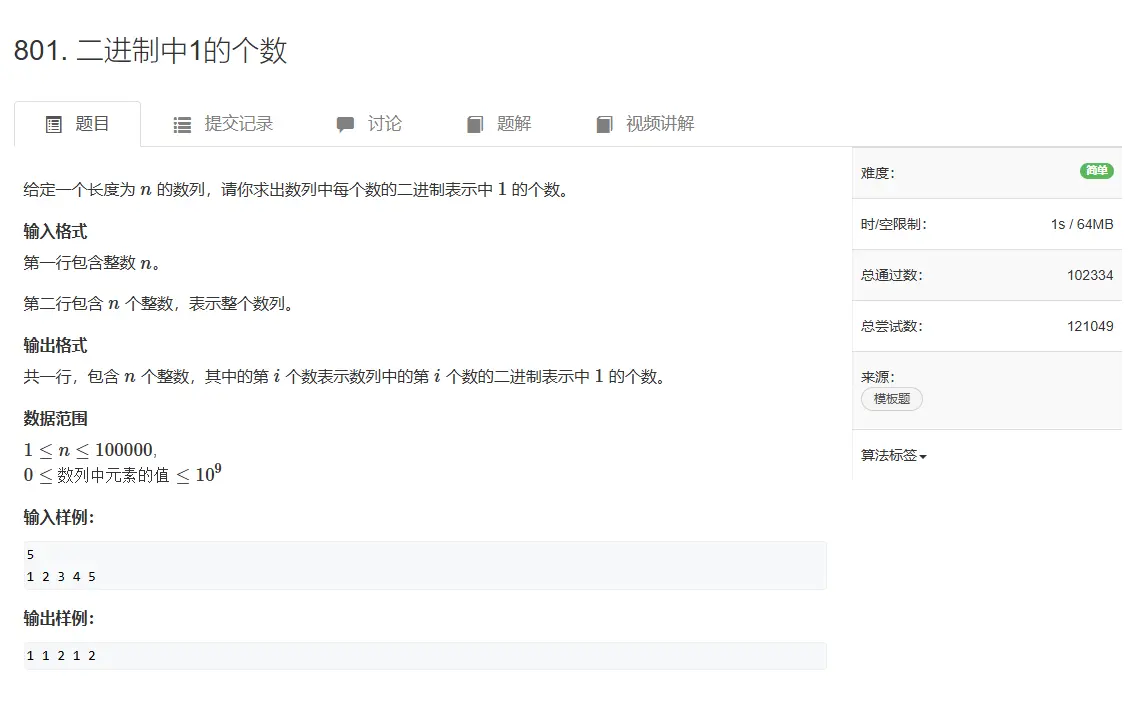 801. 二进制中1的个数
题目 提交记录 讨论 题解 视频讲解
给定一个长度为 n 的数列，请你求出数列中每个数的二进制表示中 1 的个数。
输入格式
第一行包含整数 n。
第二行包含 n 个整数，表示整个数列。
输出格式
共一行，包含 n 个整数，其中的第 i 个数表示数列中的第 i 个数的二进制表示中 1 的个数。
数据范围
1 ≤ n ≤ 100000,
0 ≤ 数列中元素的值 ≤ 10⁹
输入样例：
5
1 2 3 4 5
输出样例：
1 1 2 1 2
难度： 简单
时/空限制： 1s / 64MB
总通过数： 102334
总尝试数： 121049
来源：
模板题
算法标签